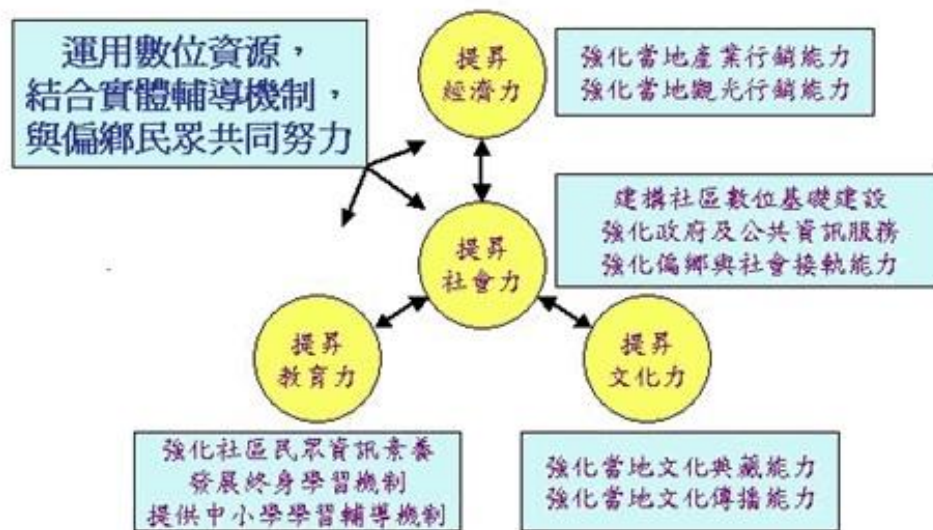 運用數位資源，
結合實體輔導機制，
與偏鄉民眾共同努力
提昇
經濟力
強化當地產業行銷能力
強化當地觀光行銷能力
提昇
社會力
建構社區數位基礎建設
強化政府及公共資訊服務
強化偏鄉與社會接軌能力
提昇
教育力
強化社區民眾資訊素養
發展終身學習機制
提供中小學學習輔導機制
提昇
文化力
強化當地文化典藏能力
強化當地文化傳播能力